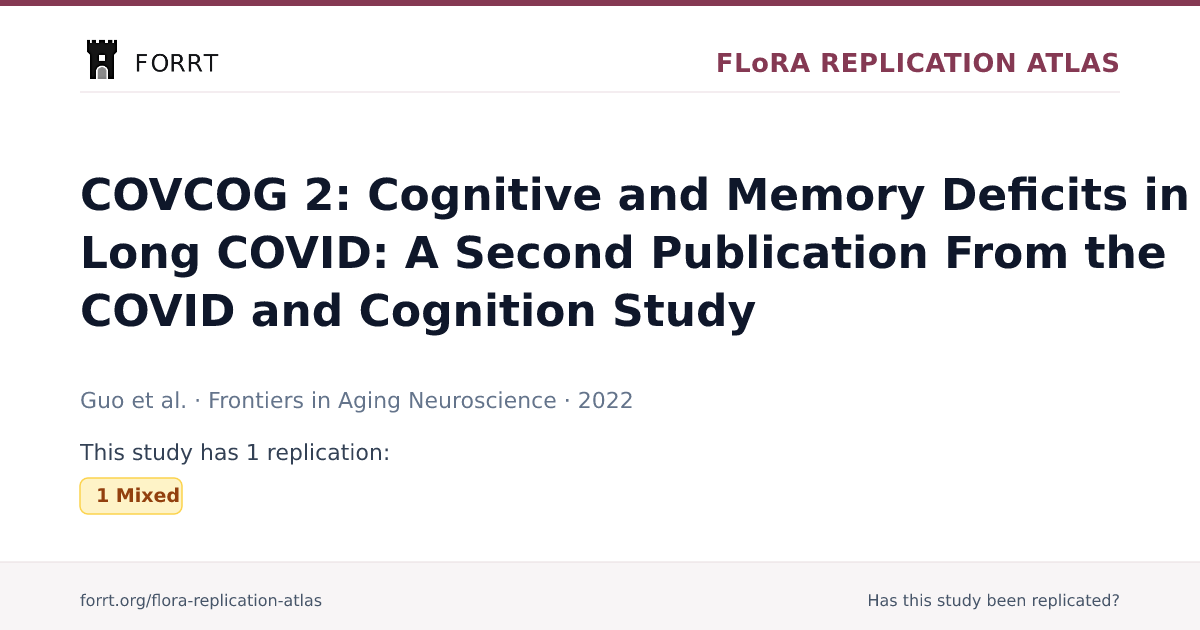 FORRT
FLoRA REPLICATION ATLAS
COVCOG 2: Cognitive and Memory Deficits in
Long COVID: A Second Publication From the
COVID and Cognition Study
Guo et al. · Frontiers in Aging Neuroscience · 2022
This study has 1 replication:
1 Mixed
forrt.org/flora-replication-atlas
Has this study been replicated?